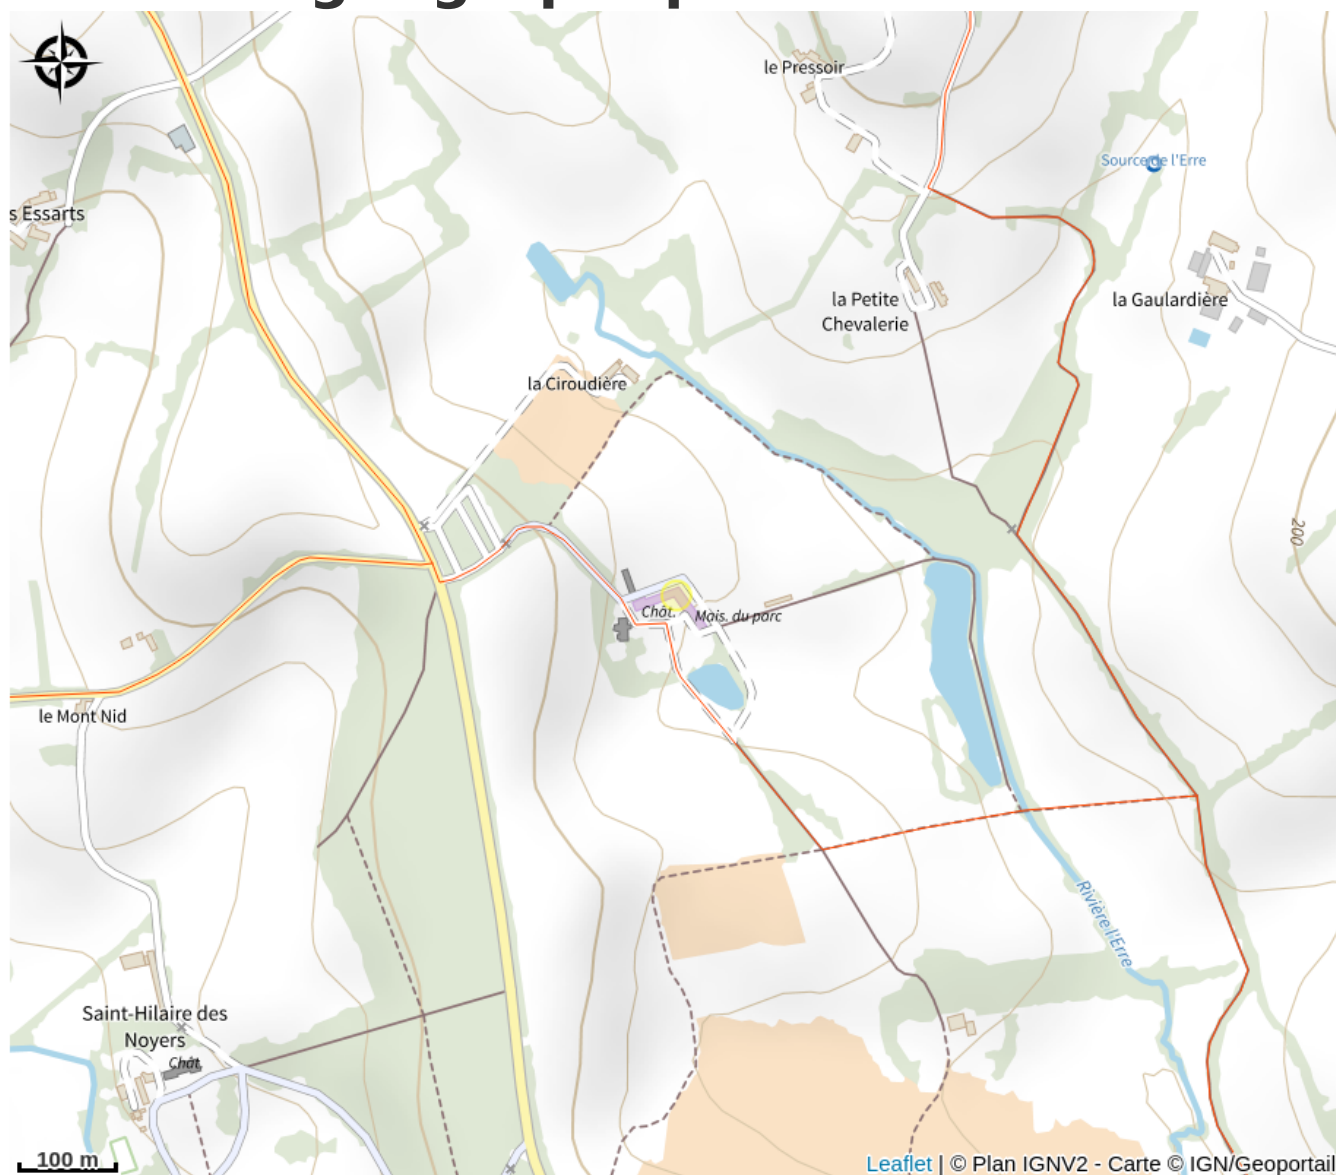 le Pressoir
Source de l'Erre
s Essarts
la Petite
Chevalerie
la Gaulardière
la Ciroudière
200
Chât.
Mais. du parc
le Mont Nid
Rivière l'Erre
Saint-Hilaire des
Noyers
Chât.
100 m
Leaflet | © Plan IGNV2 - Carte © IGN/Geoportail